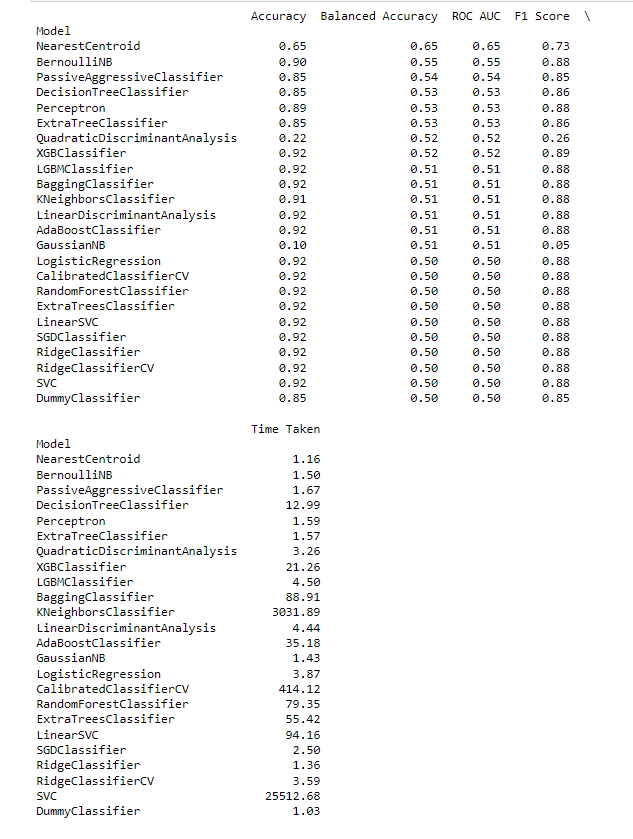 Accuracy Balanced Accuracy ROC AUC F1 Score \
Model
NearestCentroid 0.65 0.65 0.65 0.73
BernoulliNB 0.90 0.55 0.55 0.88
PassiveAggressiveClassifier 0.85 0.54 0.54 0.85
DecisionTreeClassifier 0.85 0.53 0.53 0.86
Perceptron 0.89 0.53 0.53 0.88
ExtraTreeClassifier 0.85 0.53 0.53 0.86
QuadraticDiscriminantAnalysis 0.22 0.52 0.52 0.26
XGBClassifier 0.92 0.52 0.52 0.89
LGBMClassifier 0.92 0.51 0.51 0.88
BaggingClassifier 0.92 0.51 0.51 0.88
KNeighborsClassifier 0.91 0.51 0.51 0.88
LinearDiscriminantAnalysis 0.92 0.51 0.51 0.88
AdaBoostClassifier 0.92 0.51 0.51 0.88
GaussianNB 0.10 0.51 0.51 0.05
LogisticRegression 0.92 0.50 0.50 0.88
CalibratedClassifierCV 0.92 0.50 0.50 0.88
RandomForestClassifier 0.92 0.50 0.50 0.88
ExtraTreesClassifier 0.92 0.50 0.50 0.88
LinearSVC 0.92 0.50 0.50 0.88
SGDClassifier 0.92 0.50 0.50 0.88
RidgeClassifier 0.92 0.50 0.50 0.88
RidgeClassifierCV 0.92 0.50 0.50 0.88
SVC 0.92 0.50 0.50 0.88
DummyClassifier 0.85 0.50 0.50 0.85
Time Taken
Model
NearestCentroid 1.16
BernoulliNB 1.50
PassiveAggressiveClassifier 1.67
DecisionTreeClassifier 12.99
Perceptron 1.59
ExtraTreeClassifier 1.57
QuadraticDiscriminantAnalysis 3.26
XGBClassifier 21.26
LGBMClassifier 4.50
BaggingClassifier 88.91
KNeighborsClassifier 3031.89
LinearDiscriminantAnalysis 4.44
AdaBoostClassifier 35.18
GaussianNB 1.43
LogisticRegression 3.87
CalibratedClassifierCV 414.12
RandomForestClassifier 79.35
ExtraTreesClassifier 55.42
LinearSVC 94.16
SGDClassifier 2.50
RidgeClassifier 1.36
RidgeClassifierCV 3.59
SVC 25512.68
DummyClassifier 1.03